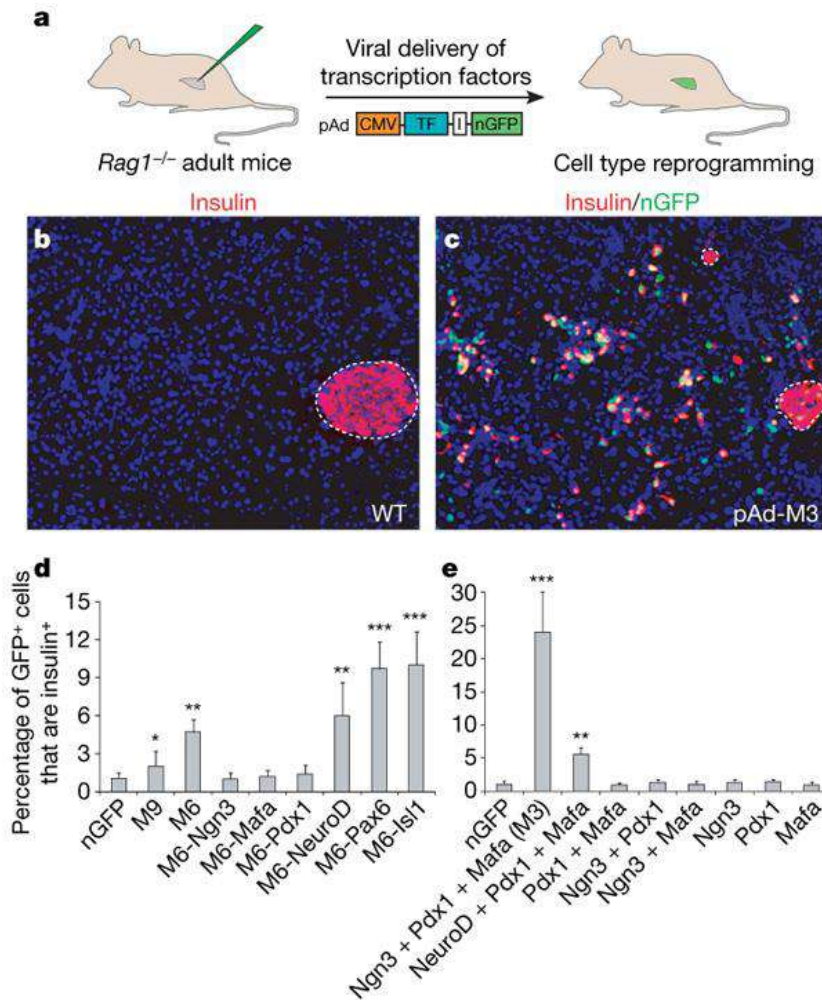 a
Viral delivery of
transcription factors
pAd CMV TF I nGFP
Rag1–/– adult mice
Cell type reprogramming
Insulin
Insulin/nGFP
b
c
WT
pAd-M3
d
Percentage of GFP+ cells
that are insulin+
15
12
9
6
3
0
*
**
**
***
***
nGFP
M9
M6
M6-Ngn3
M6-Mafa
M6-Pdx1
M6-NeuroD
M6-Pax6
M6-Isl1
e
30
25
20
15
10
5
0
***
**
nGFP
Ngn3 + Pdx1 + Mafa (M3)
NeuroD + Pdx1 + Mafa
Pdx1 + Mafa
Ngn3 + Pdx1
Ngn3 + Mafa
Ngn3
Pdx1
Mafa